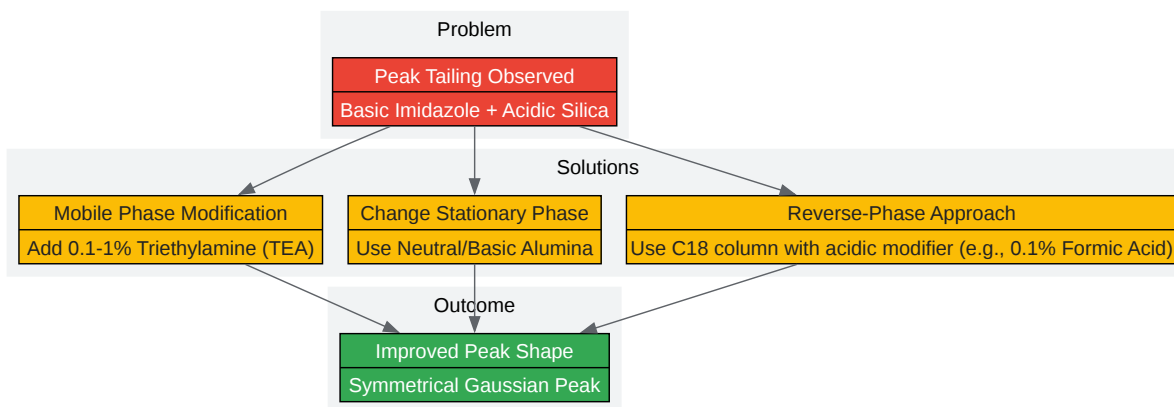 Problem
Peak Tailing Observed
Basic Imidazole + Acidic Silica
Solutions
Mobile Phase Modification
Add 0.1-1% Triethylamine (TEA)
Change Stationary Phase
Use Neutral/Basic Alumina
Reverse-Phase Approach
Use C18 column with acidic modifier (e.g., 0.1% Formic Acid)
Outcome
Improved Peak Shape
Symmetrical Gaussian Peak